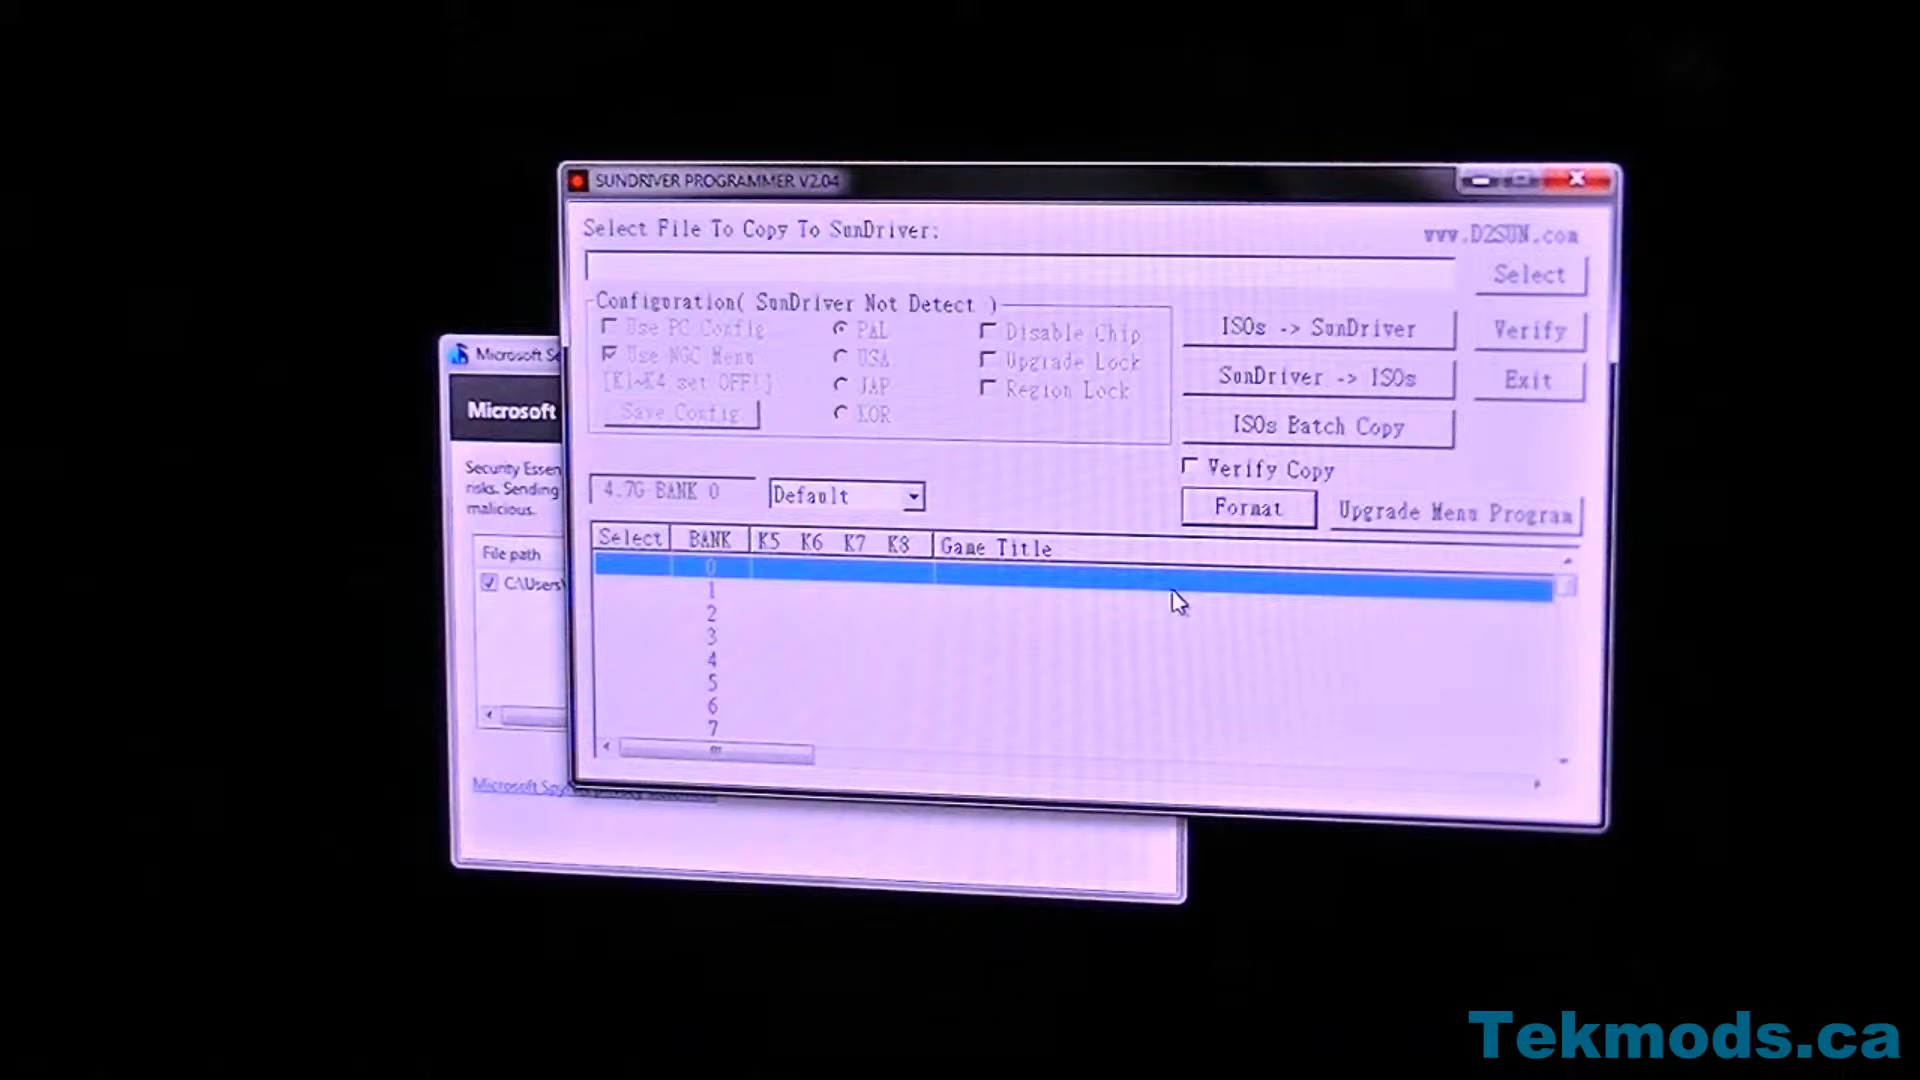 SUNDRIVER PROGRAMMER V2.04
Select File To Copy To SunDriver:
www.D2SUN.com
Select
Configuration( SunDriver Not Detect )
Use PC Config
PAL
Disable Chip
ISOs -> SunDriver
Verify
Use NGC Menu
USA
Upgrade Lock
[K1~K4 set OFF!]
JAP
Region Lock
SunDriver -> ISOs
Exit
Save Config
KOR
ISOs Batch Copy
Verify Copy
4.7G BANK 0
Default
Format
Upgrade Menu Program
Select BANK K5 K6 K7 K8 Game Title
0
1
2
3
4
5
6
7
Microsoft Se
Microsoft
Security Essen
risks. Sending
malicious.
File path
C:\Users\
Microsoft Spy
Tekmods.ca